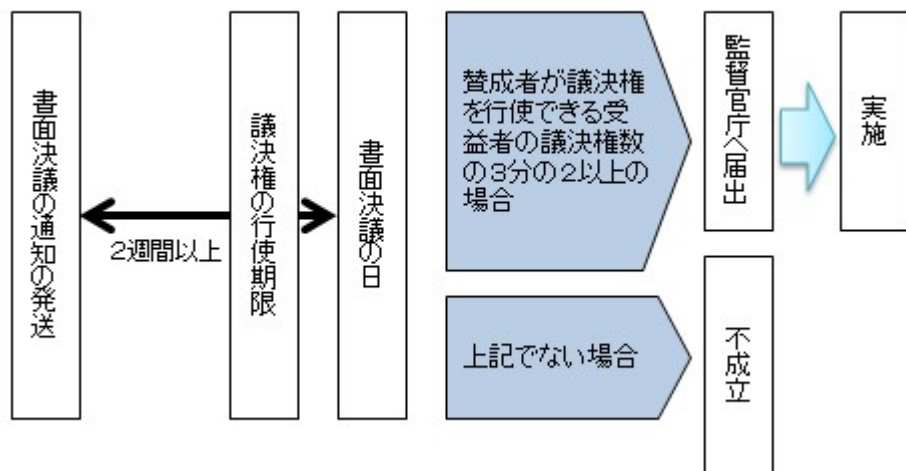 書面決議の通知の発送
2週間以上
議決権の行使期限
書面決議の日
賛成者が議決権
を行使できる受
益者の議決権数
の3分の2以上の
場合
監督官庁へ届出
実施
上記でない場合
不成立